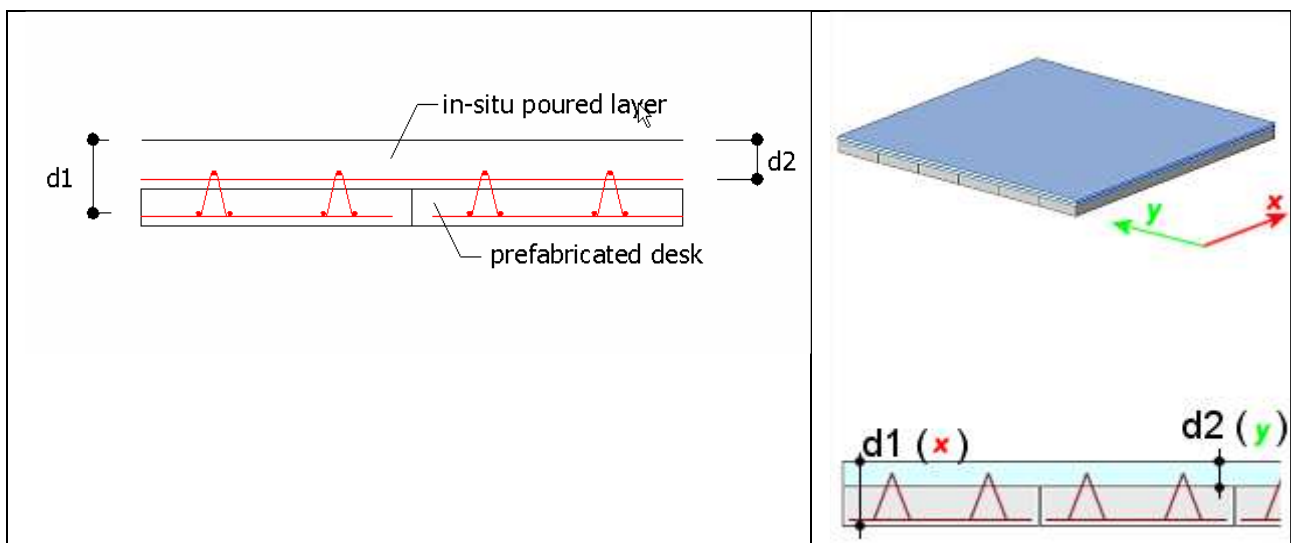 in-situ poured layer
d1
d2
prefabricated desk
x
y
d1 (x)
d2 (y)